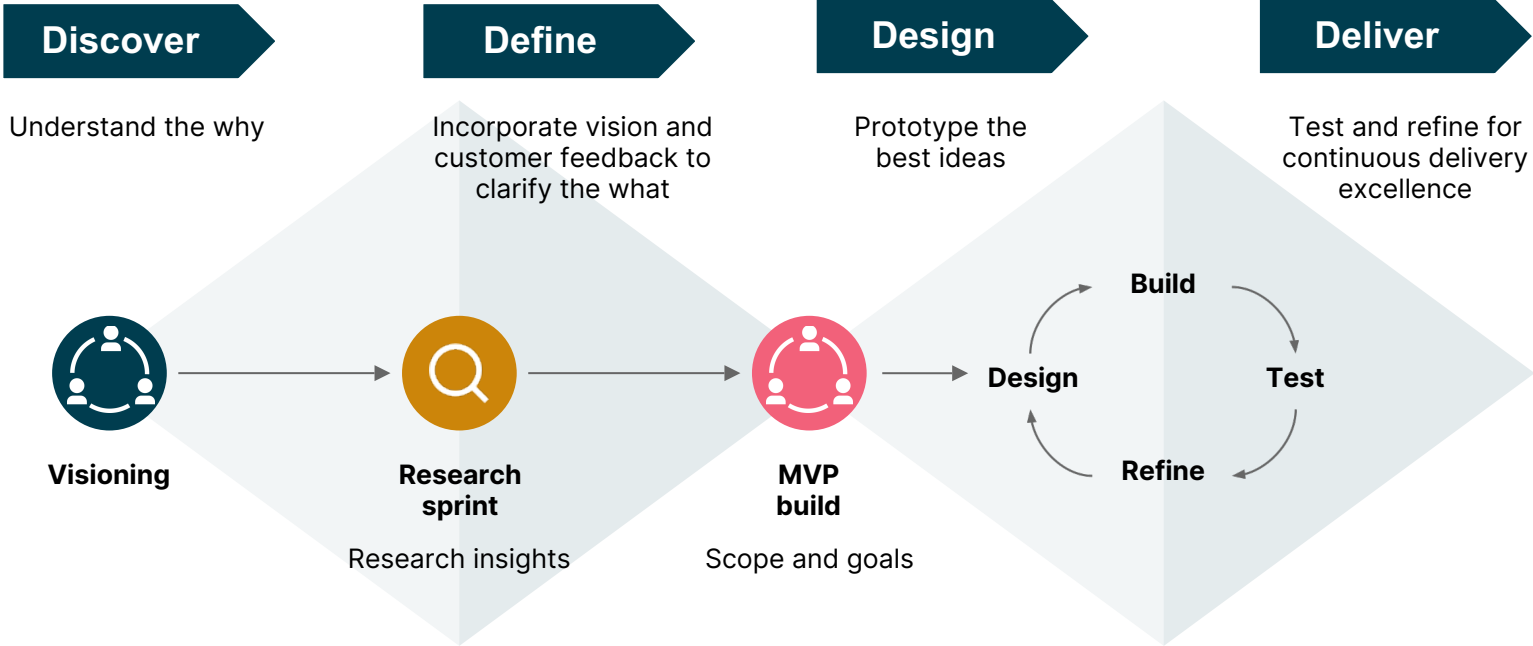 Discover
Define
Design
Deliver
Understand the why
Incorporate vision and
customer feedback to
clarify the what
Prototype the
best ideas
Test and refine for
continuous delivery
excellence
Visioning
Research
sprint
Research insights
MVP
build
Scope and goals
Build
Design
Test
Refine